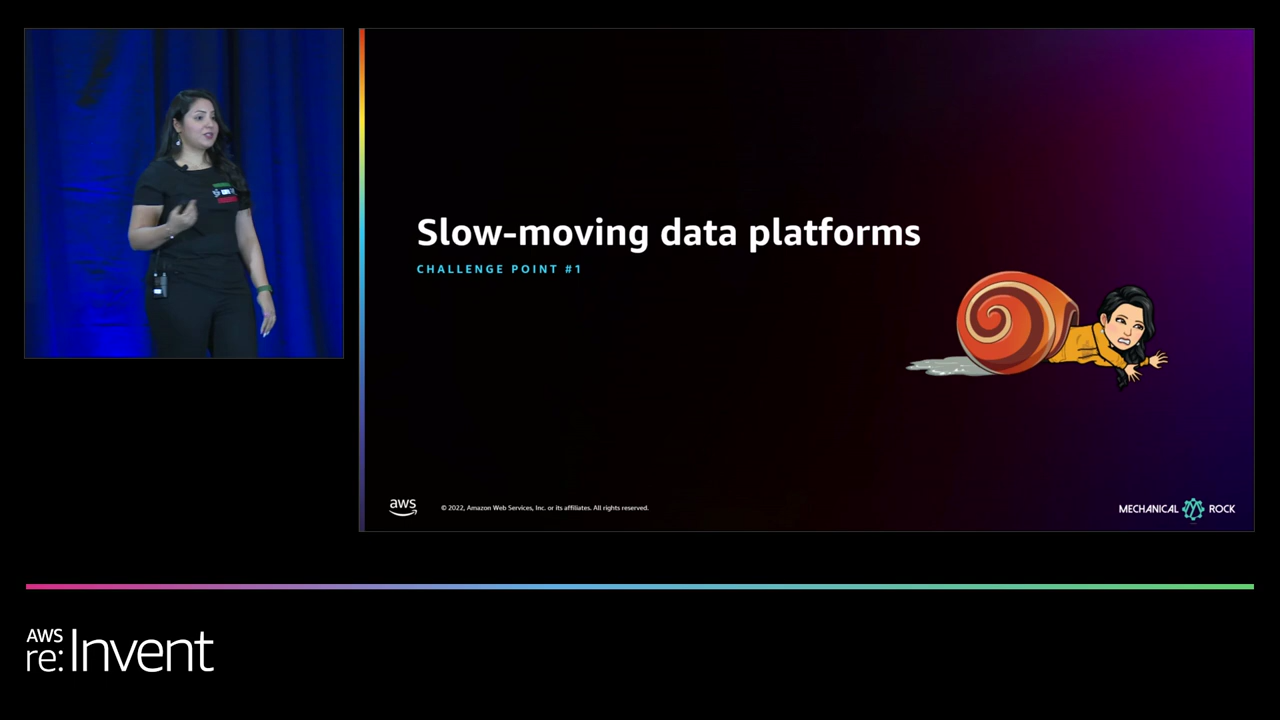 Slow-moving data platforms
CHALLENGE POINT #1
aws
© 2022, Amazon Web Services, Inc. or its affiliates. All rights reserved.
MECHANICAL ROCK
AWS
re:Invent